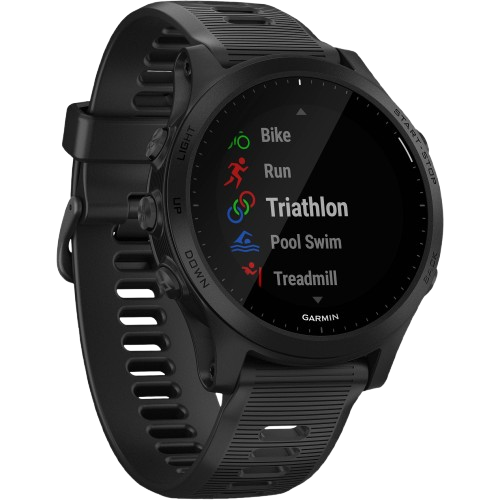 LIGHT
UP
DOWN
START·STOP
Bike
Run
Triathlon
Pool Swim
Treadmill
GARMIN